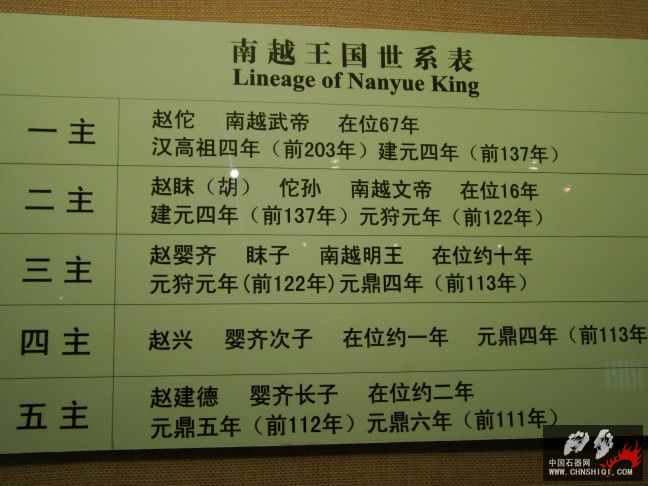 南越王国世系表
Lineage of Nanyue King
一主
赵佗 南越武帝 在位67年
汉高祖四年（前203年）建元四年（前137年）
二主
赵眜（胡） 佗孙 南越文帝 在位16年
建元四年（前137年）元狩元年（前122年）
三主
赵婴齐 眜子 南越明王 在位约十年
元狩元年(前122年)元鼎四年（前113年）
四主
赵兴 婴齐次子 在位约一年 元鼎四年（前113年
五主
赵建德 婴齐长子 在位约二年
元鼎五年（前112年）元鼎六年（前111年）
中国石器网
WWW.CHNSHIQI.COM